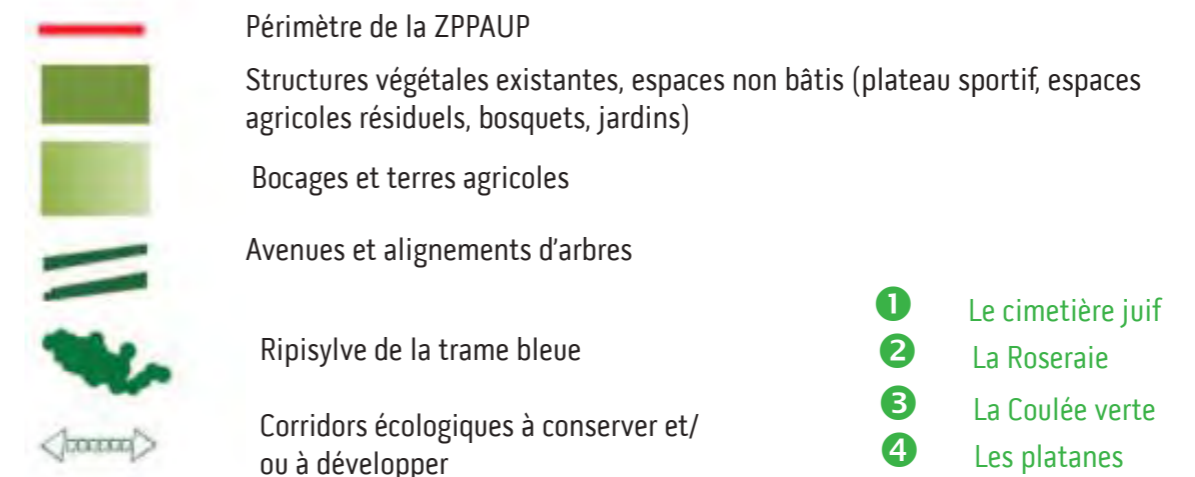 Périmètre de la ZPPAUP
Structures végétales existantes, espaces non bâtis (plateau sportif, espaces
agricoles résiduels, bosquets, jardins)
Bocages et terres agricoles
Avenues et alignements d'arbres
Ripisylve de la trame bleue
Corridors écologiques à conserver et/
ou à développer
1 Le cimetière juif
2 La Roseraie
3 La Coulée verte
4 Les platanes